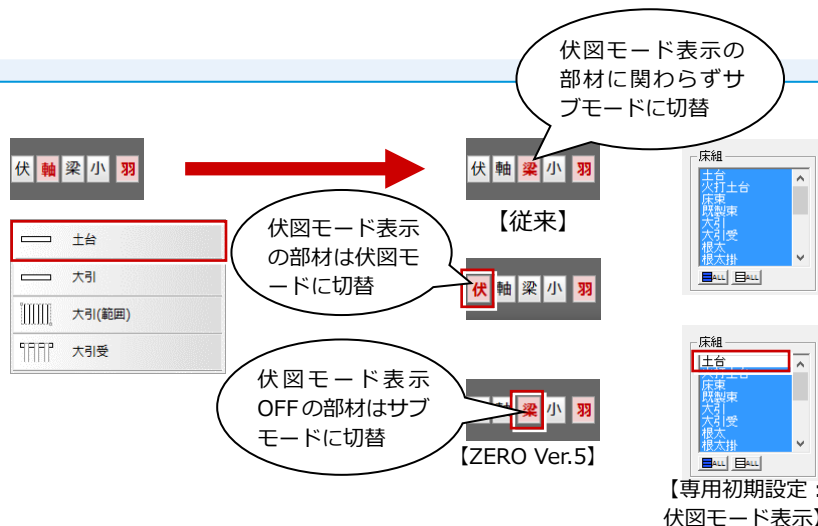 伏図モード表示の
部材に関わらずサ
ブモードに切替
伏 軸 梁 小 羽
伏 軸 梁 小 羽
【従来】
土台
大引
大引(範囲)
大引受
伏図モード表示
の部材は伏図モ
ードに切替
伏 軸 梁 小 羽
伏図モード表示
OFFの部材はサブ
モードに切替
梁 小 羽
【ZERO Ver.5】
床組
土台
火打土台
床束
既製束
大引
大引受
根太
根太掛
ALL ALL
床組
土台
火打土台
床束
既製束
大引
大引受
根太
根太掛
ALL ALL
【専用初期設定：
伏図モード表示】